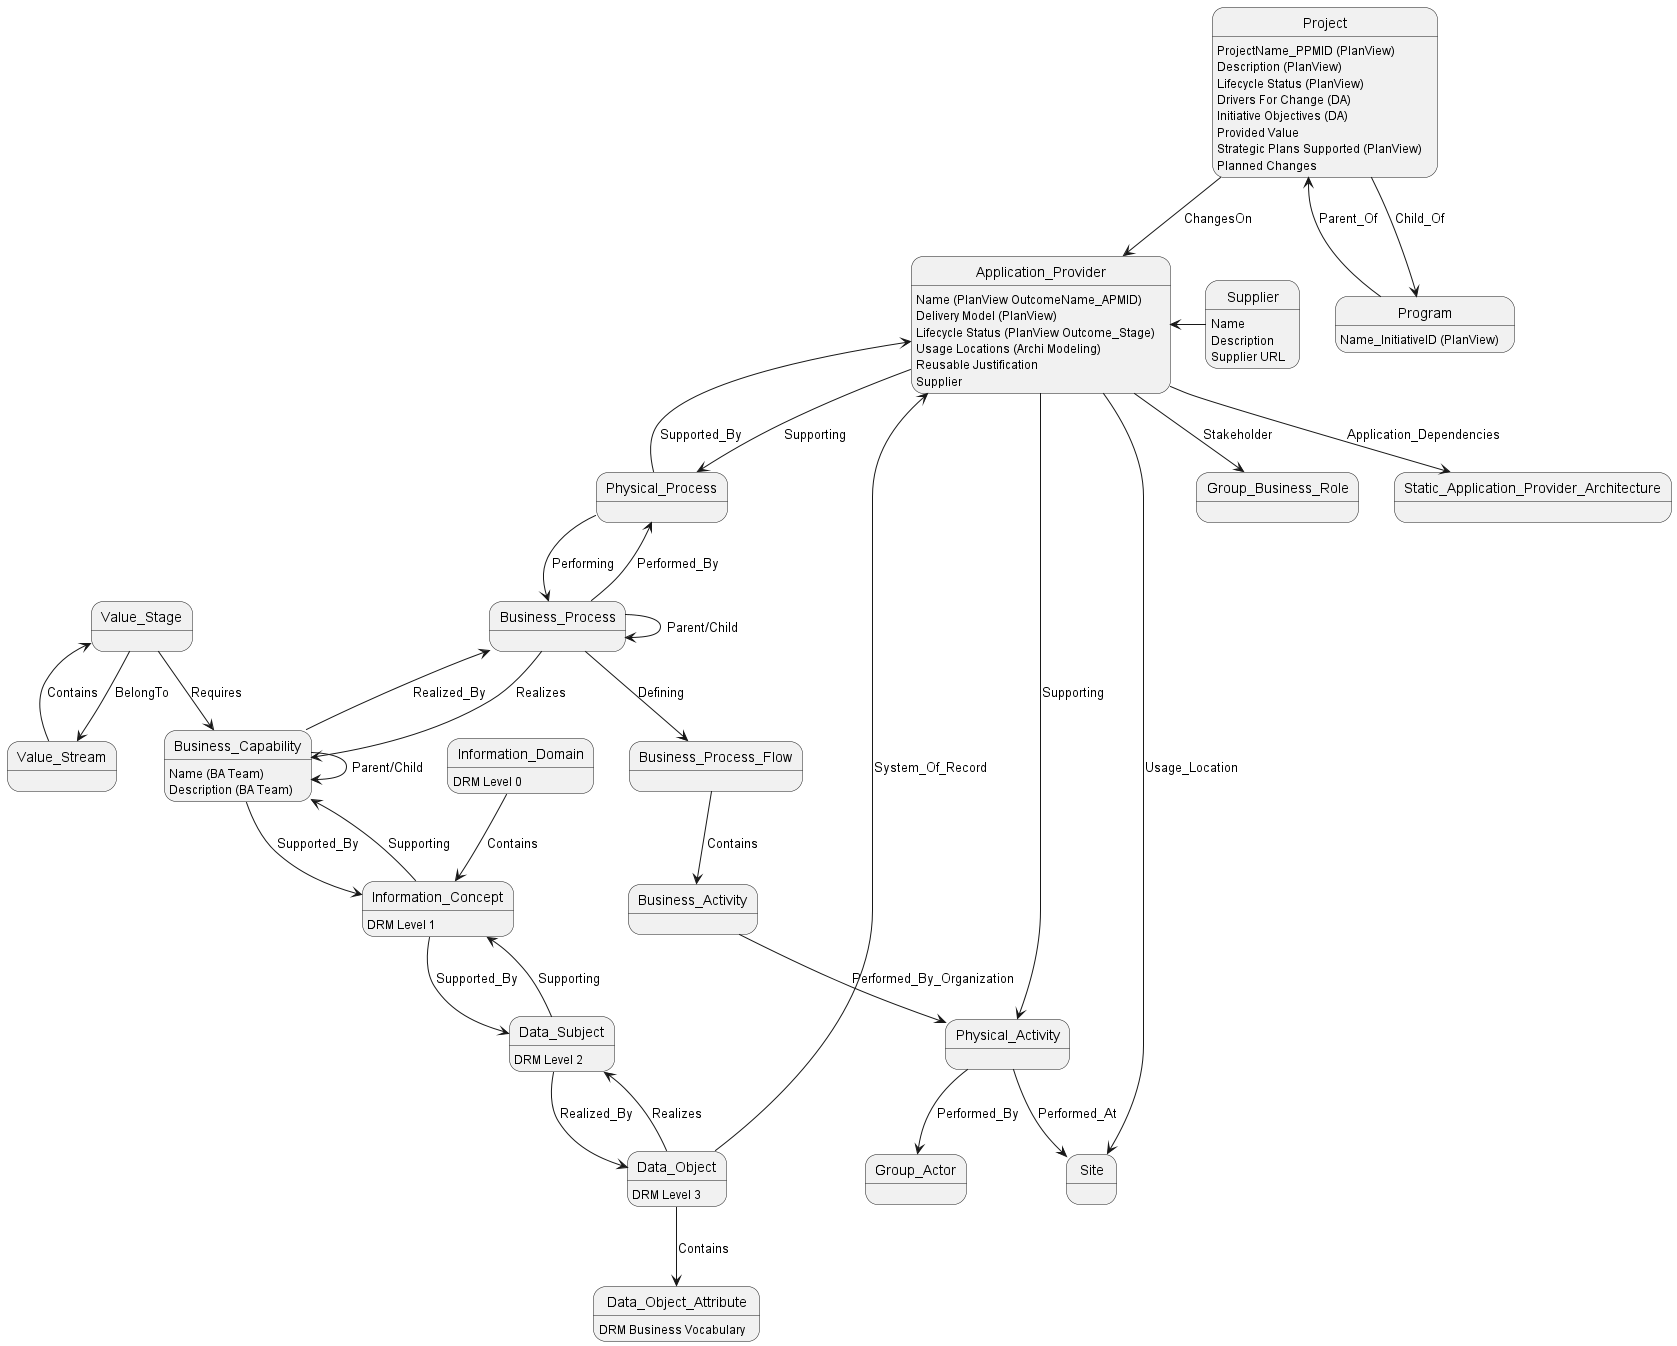 Project
ProjectName_PPMID (PlanView)
Description (PlanView)
Lifecycle Status (PlanView)
Drivers For Change (DA)
Initiative Objectives (DA)
Provided Value
Strategic Plans Supported (PlanView)
Planned Changes
ChangesOn
Parent_Of
Child_Of
Application_Provider
Name (PlanView OutcomeName_APMID)
Delivery Model (PlanView)
Lifecycle Status (PlanView Outcome_Stage)
Usage Locations (Archi Modeling)
Reusable Justification
Supplier
Supplier
Name
Description
Supplier URL
Program
Name_InitiativeID (PlanView)
Supported_By
Supporting
Stakeholder
Application_Dependencies
Physical_Process
Group_Business_Role
Static_Application_Provider_Architecture
Performing
Performed_By
Value_Stage
Business_Process
Parent/Child
Contains
BelongTo
Requires
Realized_By
Realizes
Defining
Supporting
Value_Stream
Business_Capability
Name (BA Team)
Description (BA Team)
Parent/Child
Information_Domain
DRM Level 0
Business_Process_Flow
System_Of_Record
Usage_Location
Supported_By
Supporting
Contains
Contains
Information_Concept
DRM Level 1
Business_Activity
Supported_By
Supporting
Performed_By_Organization
Data_Subject
DRM Level 2
Physical_Activity
Realized_By
Realizes
Performed_By
Performed_At
Data_Object
DRM Level 3
Group_Actor
Site
Contains
Data_Object_Attribute
DRM Business Vocabulary